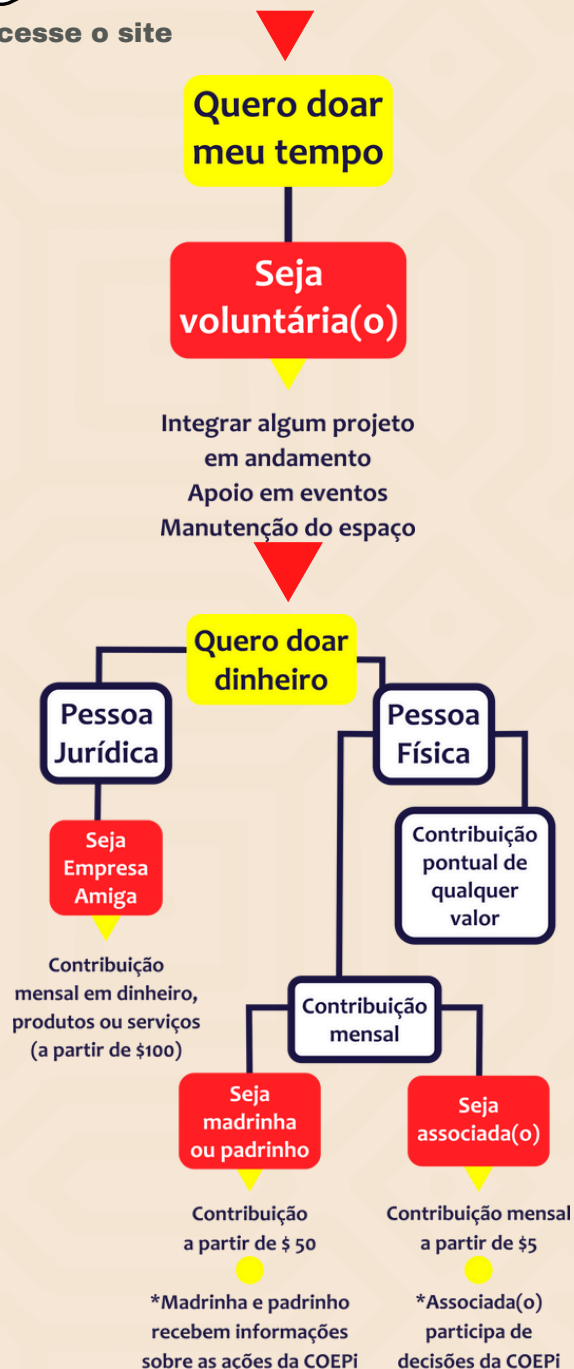 cesse o site
Quero doar
meu tempo
Seja
voluntária(o)
Integrar algum projeto
em andamento
Apoio em eventos
Manutenção do espaço
Quero doar
dinheiro
Pessoa
Jurídica
Seja
Empresa
Amiga
Contribuição
mensal em dinheiro,
produtos ou serviços
(a partir de $100)
Pessoa
Física
Contribuição
pontual de
qualquer
valor
Contribuição
mensal
Seja
madrinha
ou padrinho
Contribuição
a partir de $ 50
*Madrinha e padrinho
recebem informações
sobre as ações da COEPi
Seja
associada(o)
Contribuição mensal
a partir de $5
*Associada(o)
participa de
decisões da COEPi